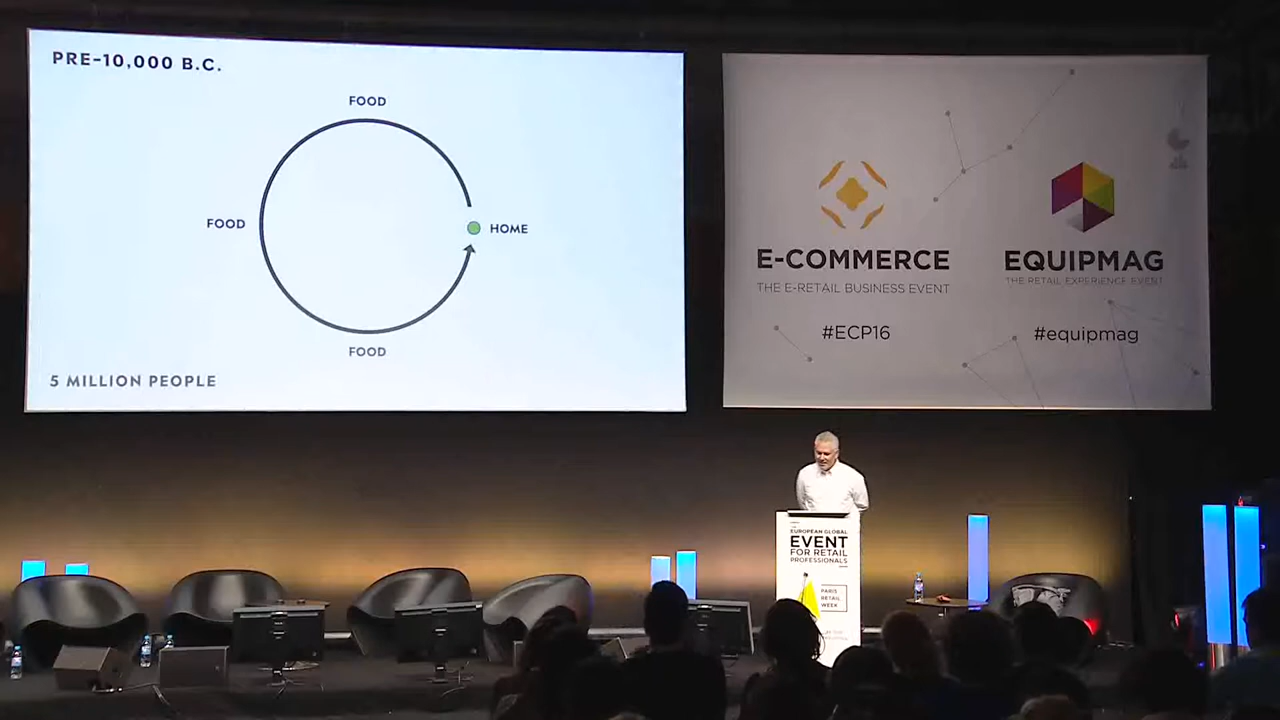 PRE-10,000 B.C.
FOOD
FOOD
HOME
FOOD
5 MILLION PEOPLE
E-COMMERCE
THE E-RETAIL BUSINESS EVENT
#ECP16
EQUIPMAG
THE RETAIL EXPERIENCE EVENT
#equipmag
THE
EUROPEAN GLOBAL
EVENT
FOR RETAIL
PROFESSIONALS
PARIS
RETAIL
WEEK